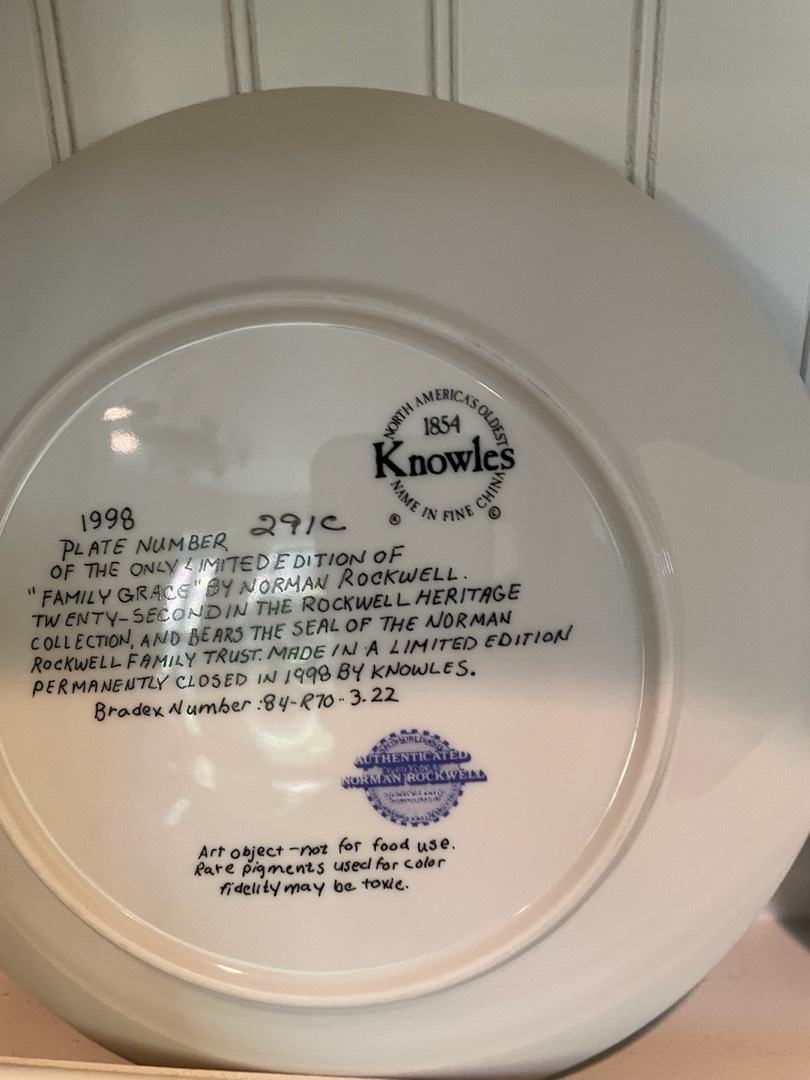 NORTH AMERICA'S OLDEST
1854
Knowles
NAME IN FINE CHINA
® ©
1998 291C
PLATE NUMBER
OF THE ONLY LIMITED EDITION OF
"FAMILY GRACE" BY NORMAN ROCKWELL.
TWENTY-SECOND IN THE ROCKWELL HERITAGE
COLLECTION, AND BEARS THE SEAL OF THE NORMAN
ROCKWELL FAMILY TRUST. MADE IN A LIMITED EDITION
PERMANENTLY CLOSED IN 1998 BY KNOWLES.
Bradex Number :84-R70-3.22
AUTHENTICATED
NORMAN ROCKWELL
Art object - not for food use.
Rare pigments used for color
fidelity may be toxic.